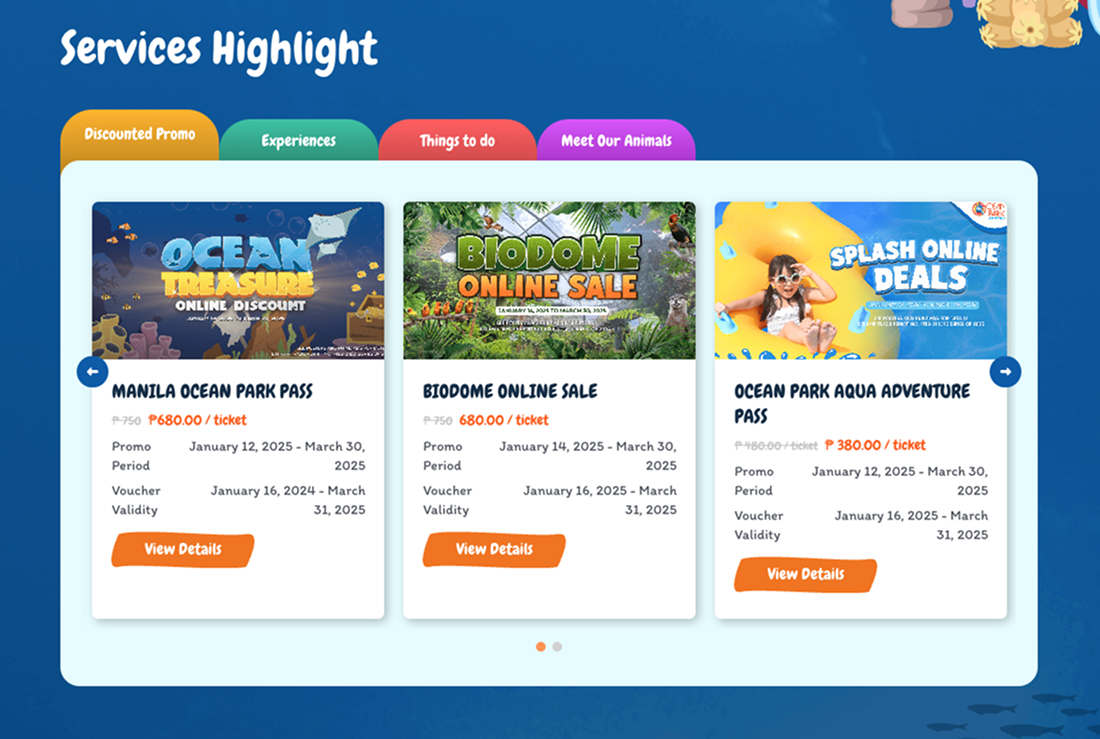 Services Highlight
Discounted Promo
Experiences
Things to do
Meet Our Animals
OCEAN
TREASURE
ONLINE DISCOUNT
MANILA OCEAN PARK PASS
₱ 750 ₱680.00 / ticket
Promo Period
January 12, 2025 - March 30, 2025
Voucher Validity
January 16, 2024 - March 31, 2025
View Details
BIODOME
ONLINE SALE
JANUARY 14, 2025 TO MARCH 30, 2025
BIODOME ONLINE SALE
₱ 750 680.00 / ticket
Promo Period
January 14, 2025 - March 30, 2025
Voucher Validity
January 16, 2025 - March 31, 2025
View Details
OCEAN
PARK
SPLASH ONLINE
DEALS
OCEAN PARK AQUA ADVENTURE
PASS
₱ 480.00 / ticket ₱ 380.00 / ticket
Promo Period
January 12, 2025 - March 30, 2025
Voucher Validity
January 16, 2025 - March 31, 2025
View Details